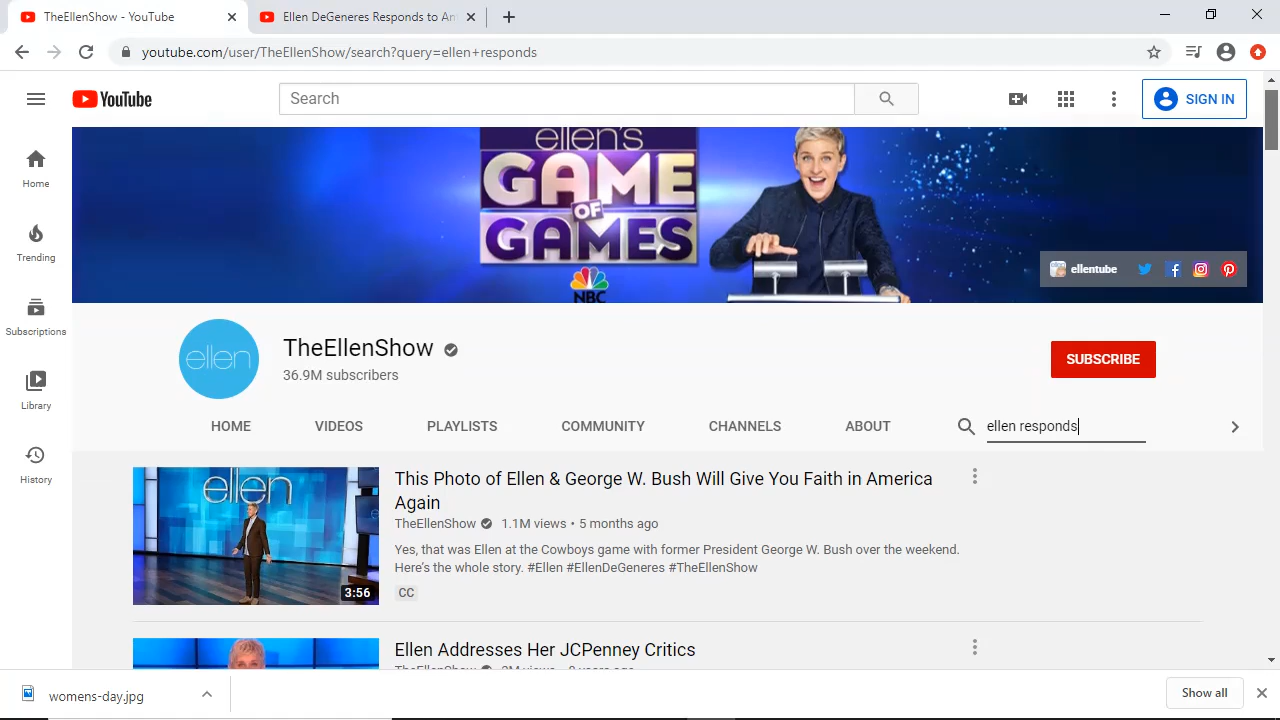 TheEllenShow - YouTube
Ellen DeGeneres Responds to An
youtube.com/user/TheEllenShow/search?query=ellen+responds
YouTube
Search
SIGN IN
Home
Trending
Subscriptions
Library
History
ellen's
GAME
OF
GAMES
NBC
ellentube
ellen
TheEllenShow
36.9M subscribers
SUBSCRIBE
HOME
VIDEOS
PLAYLISTS
COMMUNITY
CHANNELS
ABOUT
ellen responds
ellen
3:56
This Photo of Ellen & George W. Bush Will Give You Faith in America
Again
TheEllenShow 1.1M views • 5 months ago
Yes, that was Ellen at the Cowboys game with former President George W. Bush over the weekend.
Here's the whole story. #Ellen #EllenDeGeneres #TheEllenShow
CC
Ellen Addresses Her JCPenney Critics
TheEllenShow
womens-day.jpg
Show all